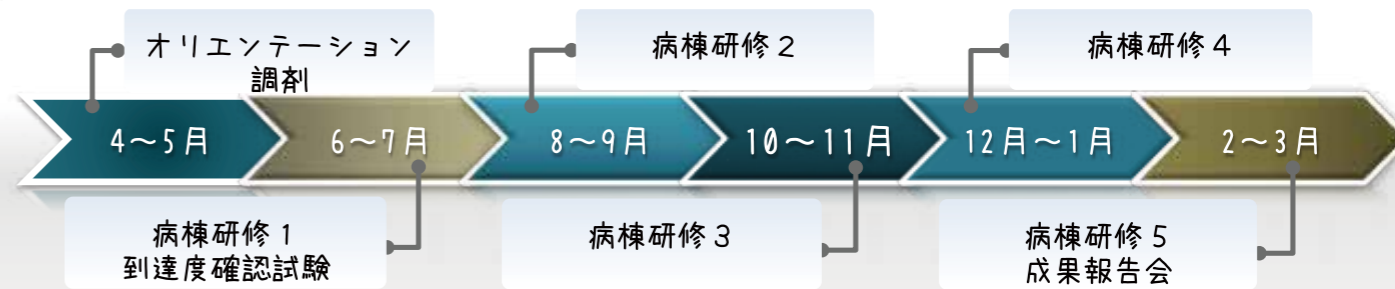 オリエンテーション
調剤
病棟研修２
病棟研修４
4～5月
6～7月
8～9月
10～11月
12月～1月
2～3月
病棟研修１
到達度確認試験
病棟研修３
病棟研修５
成果報告会